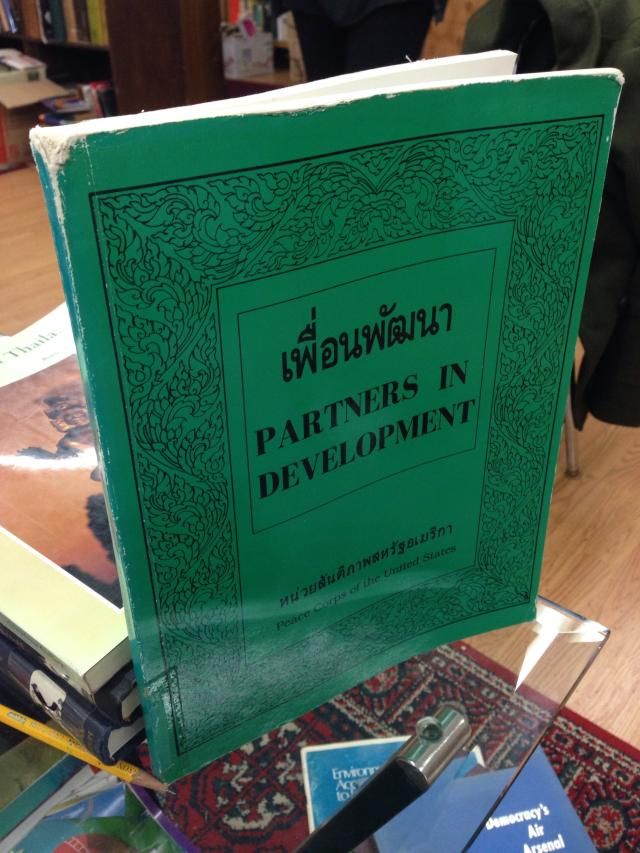 เพื่อนพัฒนา
PARTNERS IN
DEVELOPMENT
หน่วยสันติภาพสหรัฐอเมริกา
Peace Corps of the United States
Democracy's
Air
Arsenal